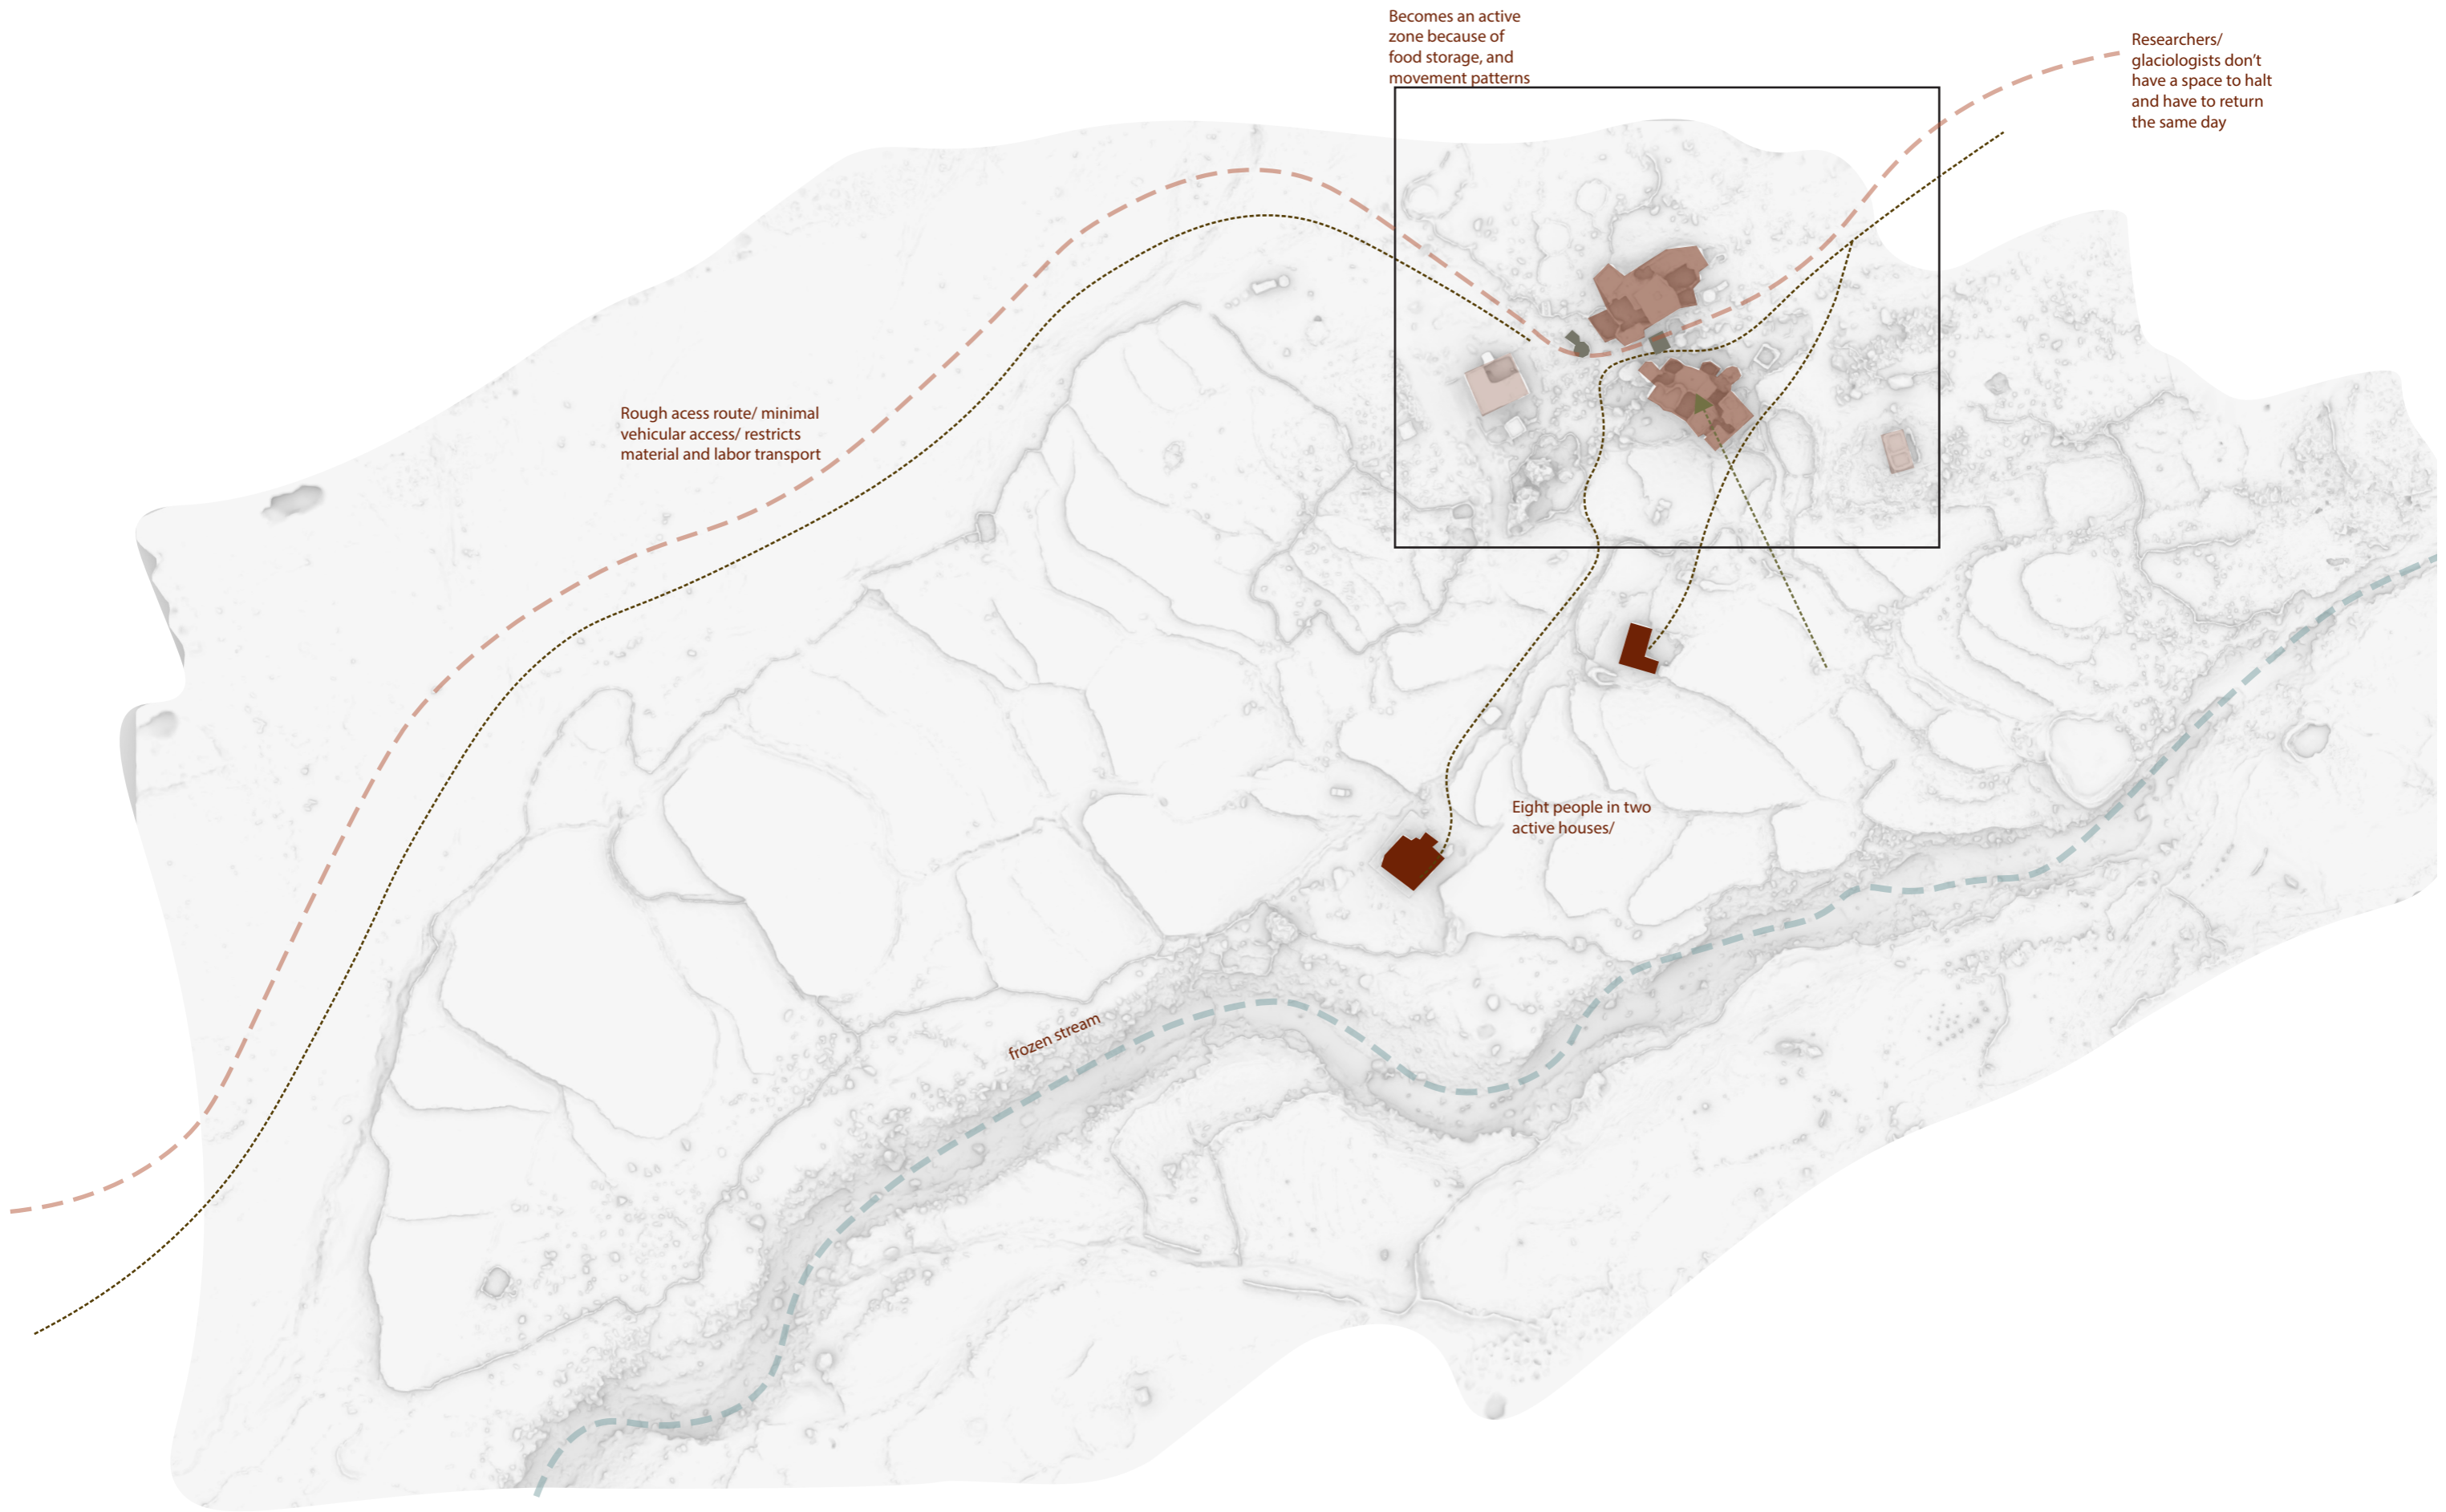 Becomes an active
zone because of
food storage, and
movement patterns
Researchers/
glaciologists don't
have a space to halt
and have to return
the same day
Rough acess route/ minimal
vehicular access/ restricts
material and labor transport
Eight people in two
active houses/
frozen stream